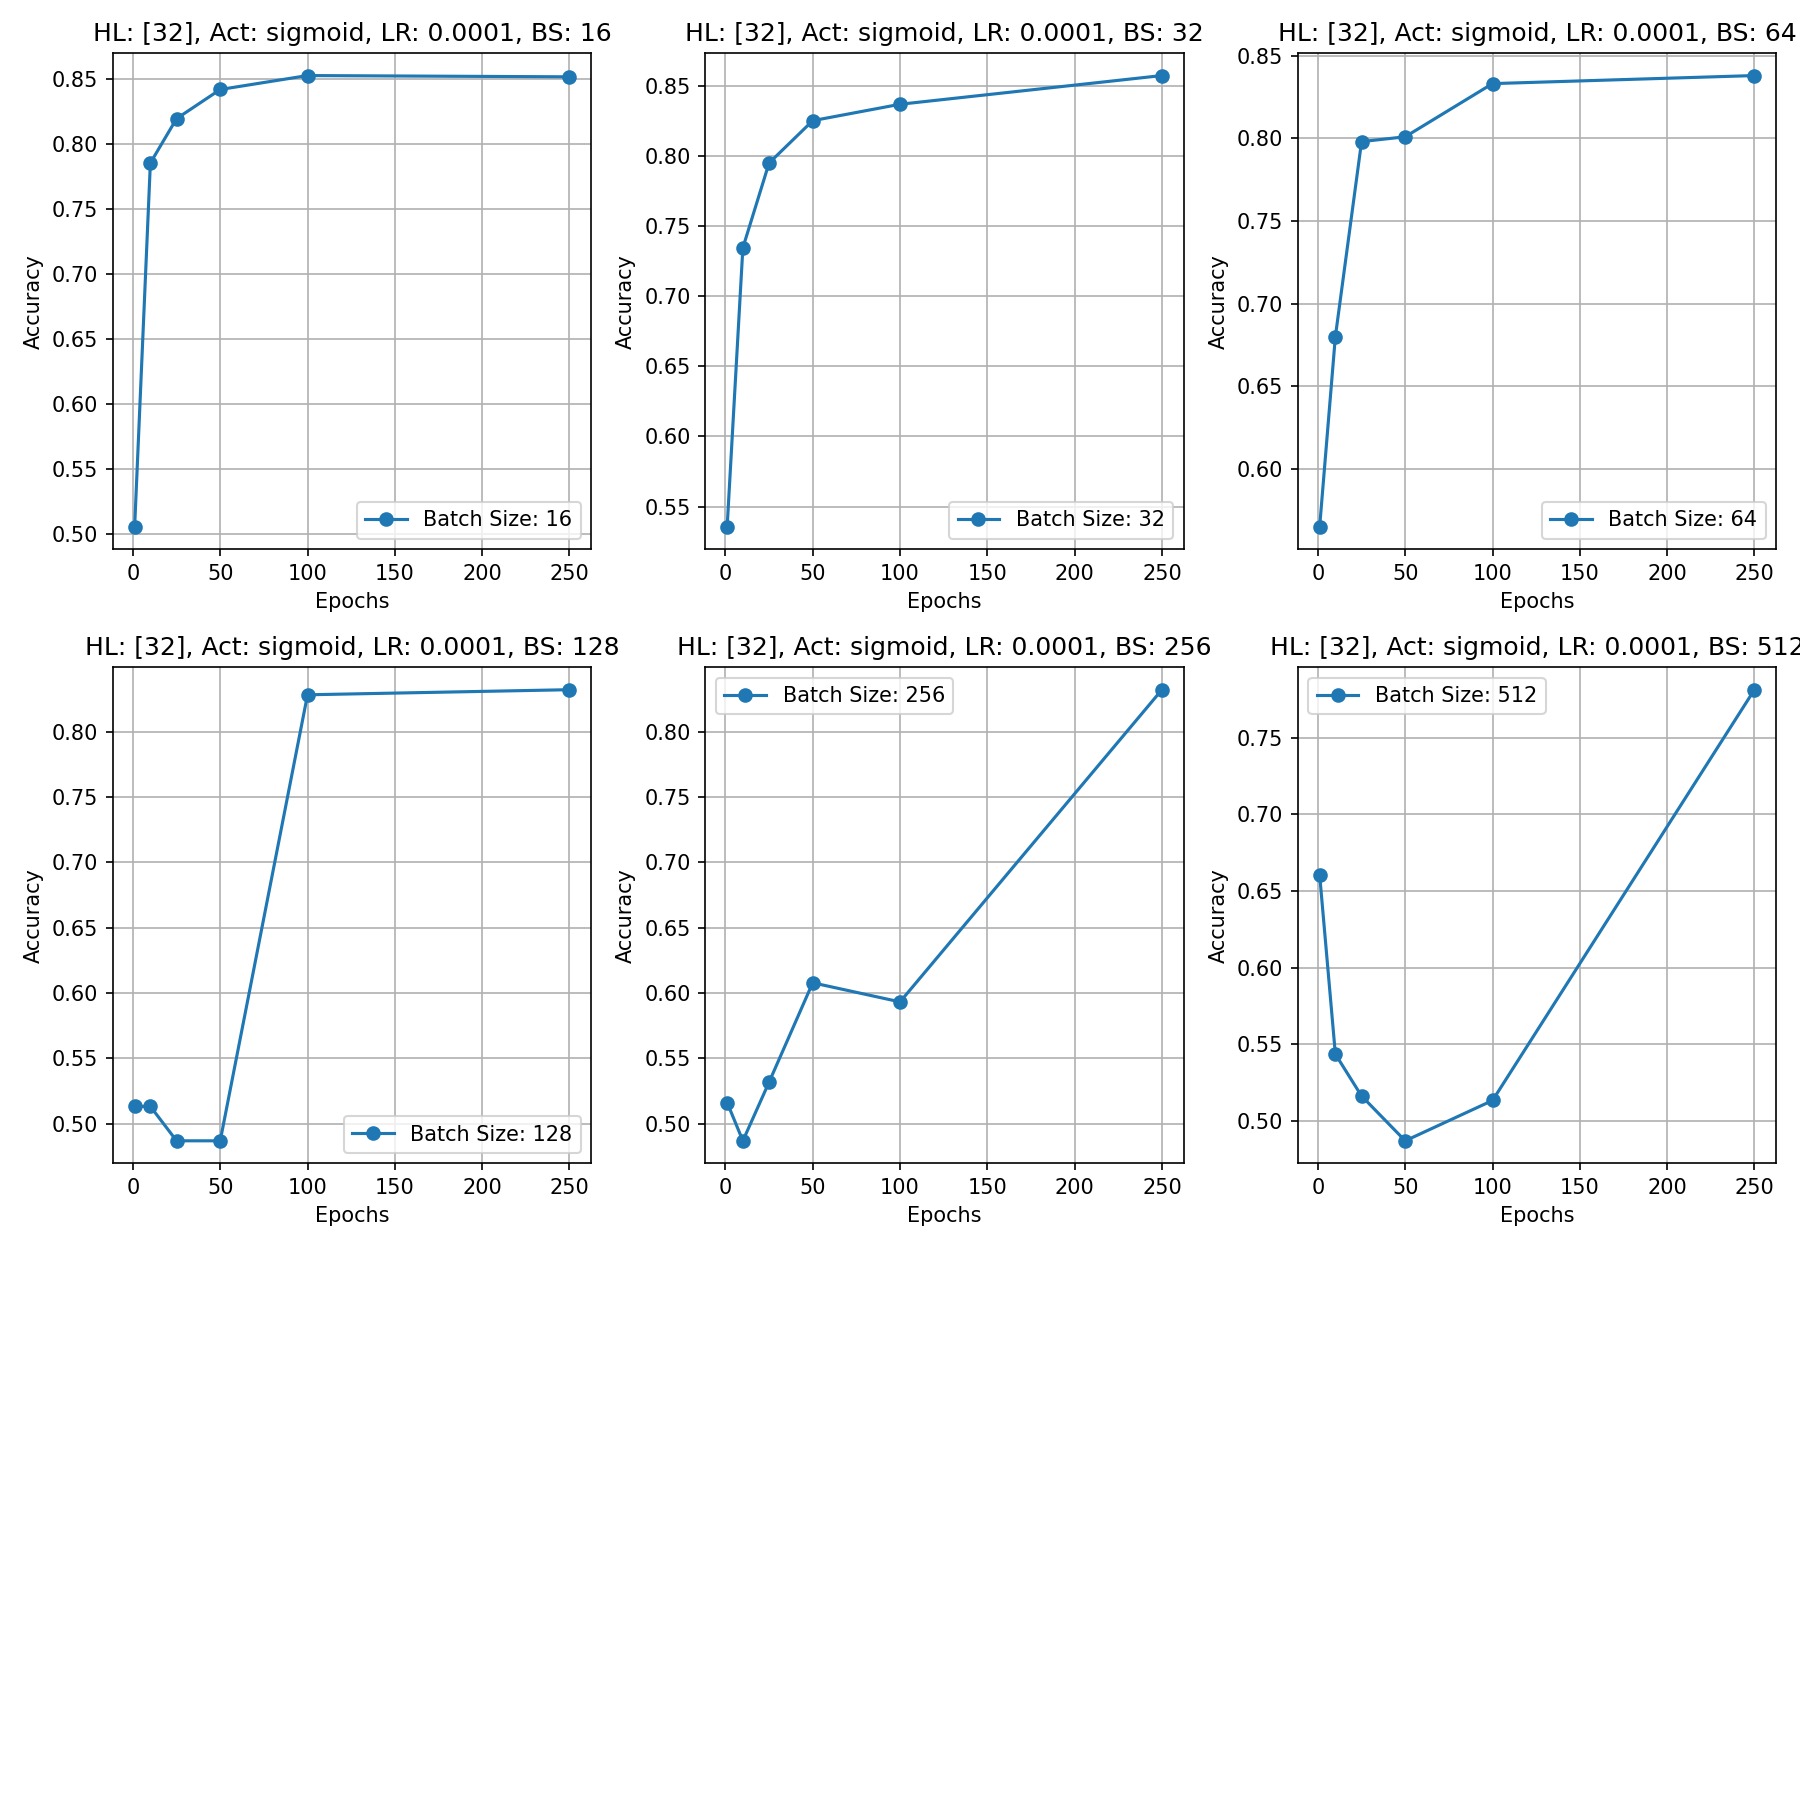 HL: [32], Act: sigmoid, LR: 0.0001, BS: 16
Accuracy
0.85
0.80
0.75
0.70
0.65
0.60
0.55
0.50
Batch Size: 16
0 50 100 150 200 250
Epochs
HL: [32], Act: sigmoid, LR: 0.0001, BS: 32
Accuracy
0.85
0.80
0.75
0.70
0.65
0.60
0.55
Batch Size: 32
0 50 100 150 200 250
Epochs
HL: [32], Act: sigmoid, LR: 0.0001, BS: 64
Accuracy
0.85
0.80
0.75
0.70
0.65
0.60
Batch Size: 64
0 50 100 150 200 250
Epochs
HL: [32], Act: sigmoid, LR: 0.0001, BS: 128
Accuracy
0.80
0.75
0.70
0.65
0.60
0.55
0.50
Batch Size: 128
0 50 100 150 200 250
Epochs
HL: [32], Act: sigmoid, LR: 0.0001, BS: 256
Batch Size: 256
Accuracy
0.80
0.75
0.70
0.65
0.60
0.55
0.50
0 50 100 150 200 250
Epochs
HL: [32], Act: sigmoid, LR: 0.0001, BS: 512
Batch Size: 512
Accuracy
0.75
0.70
0.65
0.60
0.55
0.50
0 50 100 150 200 250
Epochs